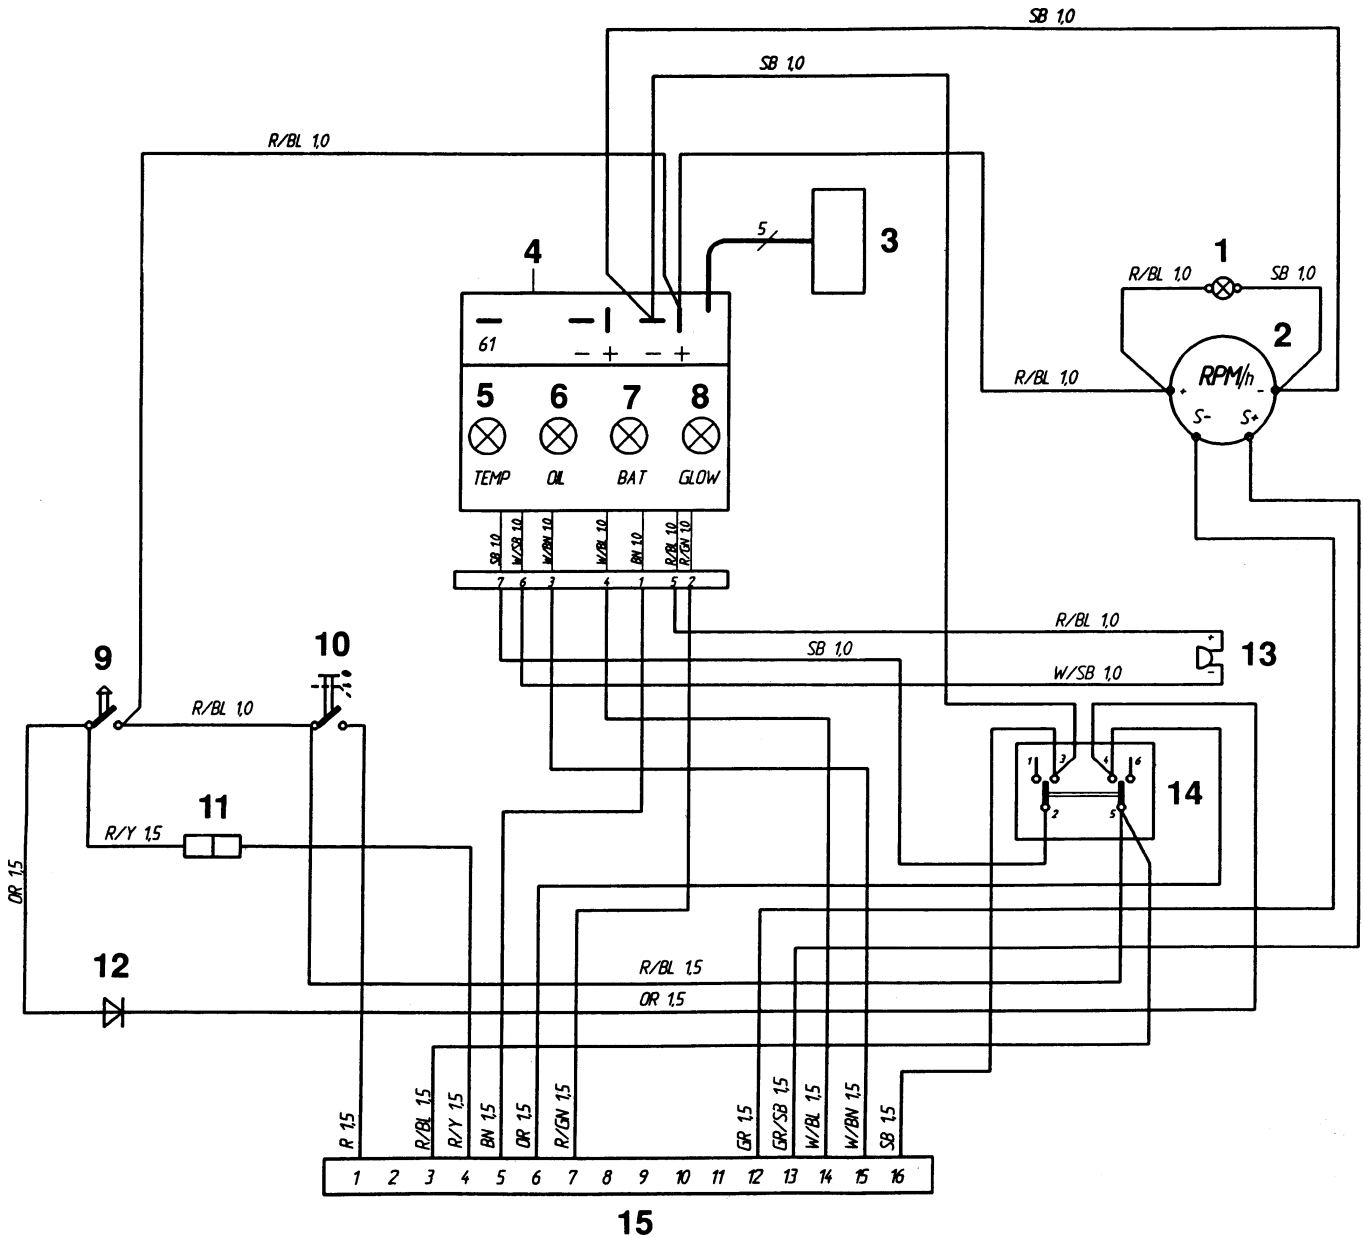 SB 1,0
SB 1,0
R/BL 1,0
5
3
4
1
R/BL 1,0
SB 1,0
2
61
– + – +
RPM/h
R/BL 1,0
+ -
S- S+
5 6 7 8
TEMP OIL BAT GLOW
SB 1,0
W/SB 1,0
W/BN 1,0
W/BL 1,0
BN 1,0
R/BL 1,0
R/GN 1,0
7 6 3 4 1 5 2
R/BL 1,0
+
13
-
SB 1,0
W/SB 1,0
9
10
R/BL 1,0
1 3 4 6
14
2 5
11
R/Y 1,5
OR 1,5
12
R/BL 1,5
OR 1,5
R 1,5
R/BL 1,5
R/Y 1,5
BN 1,5
OR 1,5
R/GN 1,5
GR 1,5
GR/SB 1,5
W/BL 1,5
W/BN 1,5
SB 1,5
1 2 3 4 5 6 7 8 9 10 11 12 13 14 15 16
15